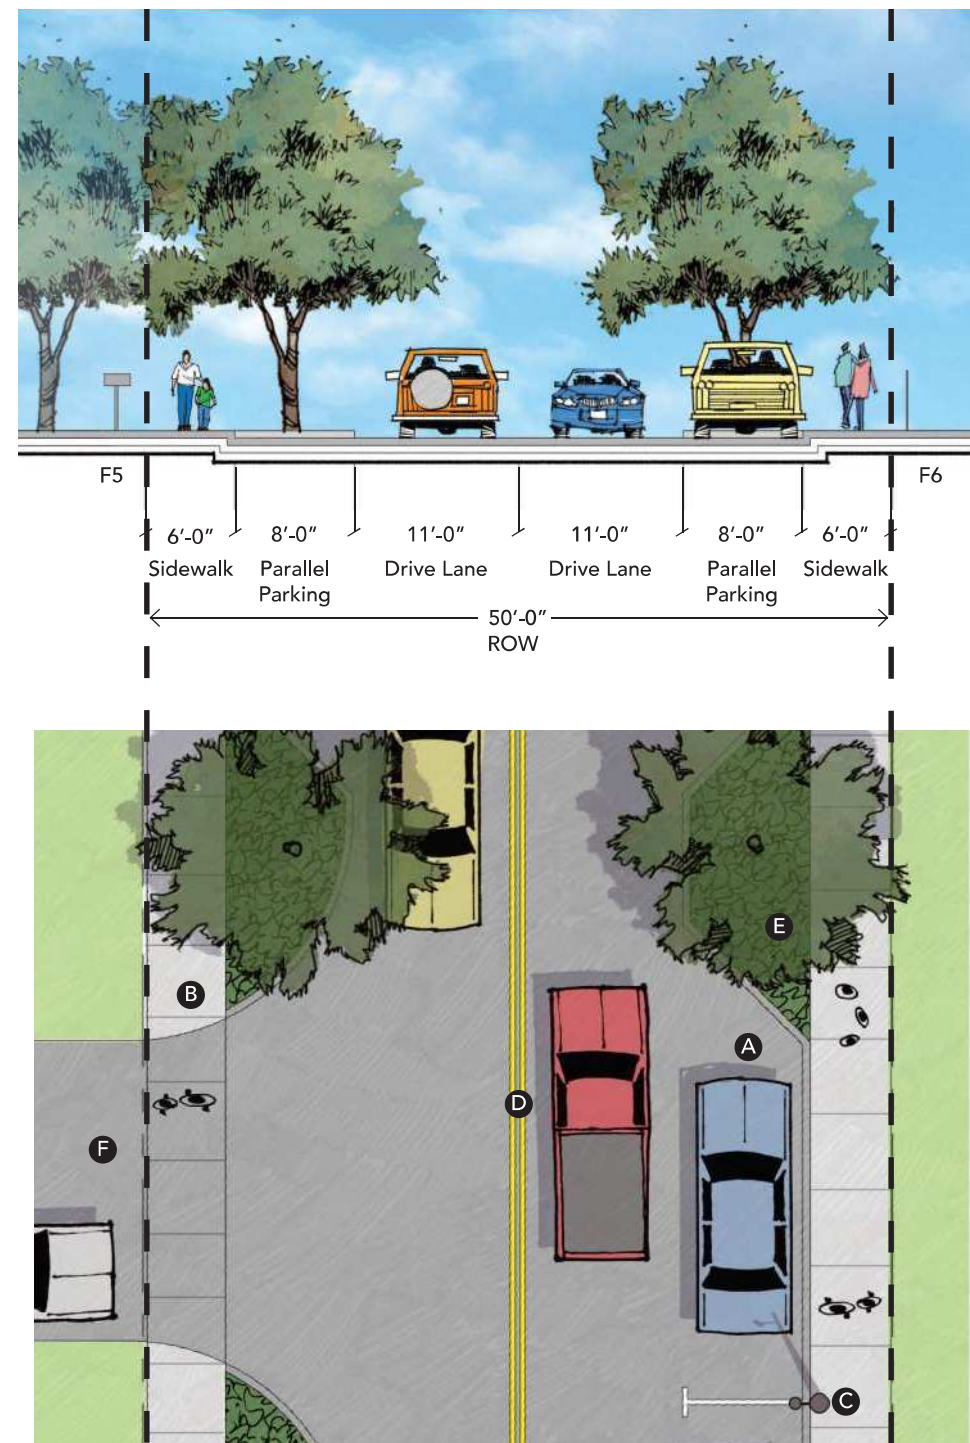 F5
F6
6'-0" 8'-0" 11'-0" 11'-0" 8'-0" 6'-0"
Sidewalk Parallel Drive Lane Drive Lane Parallel Sidewalk
Parking Parking
50'-0"
ROW
E
B
A
D
F
C